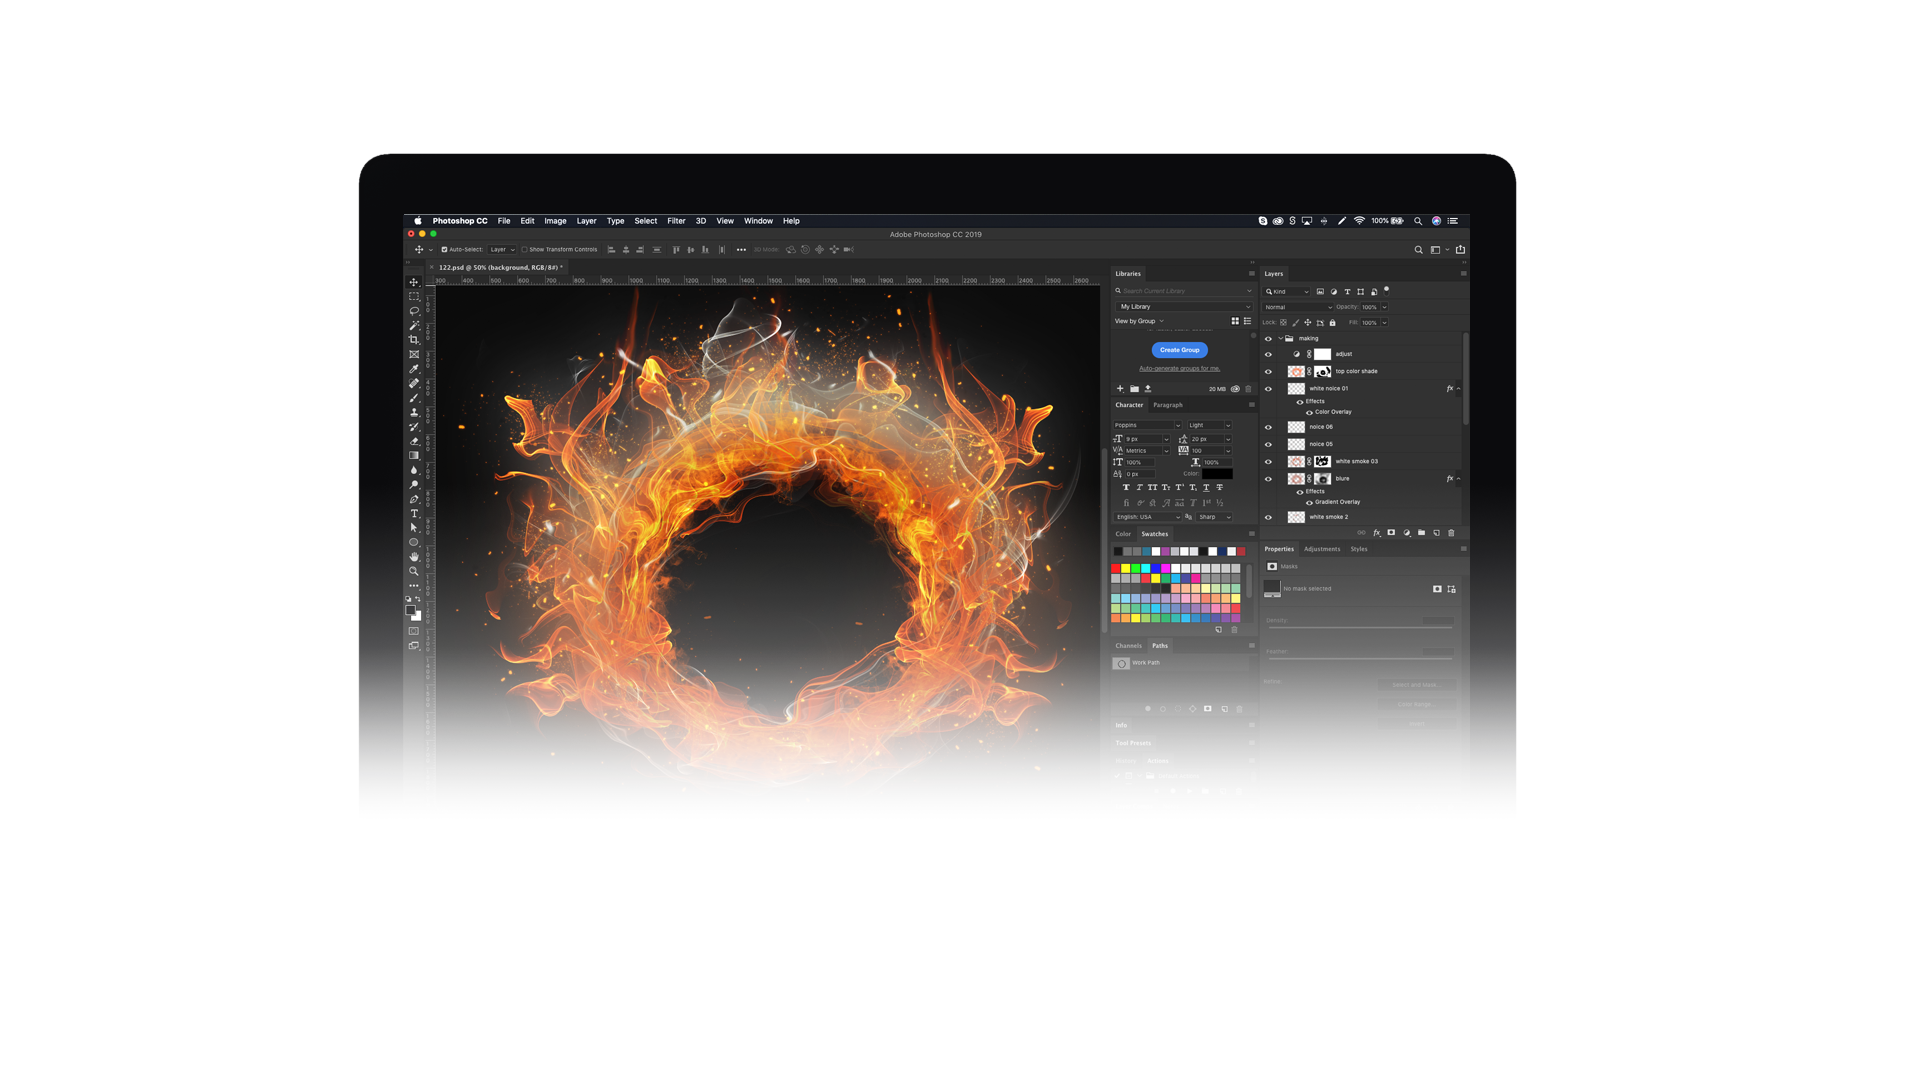 Photoshop CC File Edit Image Layer Type Select Filter 3D View Window Help 100%
Adobe Photoshop CC 2019
Auto-Select: Layer Show Transform Controls 3D Mode:
122.psd @ 50% (background, RGB/8#) *
300 400 500 600 700 800 900 1000 1100 1200 1300 1400 1500 1600 1700 1800 1900 2000 2100 2200 2300 2400 2500 2600
Libraries
Search Current Library
My Library
View by Group
Create Group
Auto-generate groups for me.
20 MB
Character Paragraph
Poppins Light
9 px 20 px
Metrics 100
100% 100%
0 px Color:
English: USA Sharp
Color Swatches
Channels Paths
Work Path
Info
Tool Presets
Actions
Layers
Kind
Normal Opacity: 100%
Lock: Fill: 100%
making
adjust
top color shade
white noice 01 fx
Effects
Color Overlay
noice 06
noice 05
white smoke 03
blure fx
Effects
Gradient Overlay
white smoke 2
fx
Properties Adjustments Styles
Masks
No mask selected
Density:
Feather:
Refine:
Select and Mask...
Color Range...